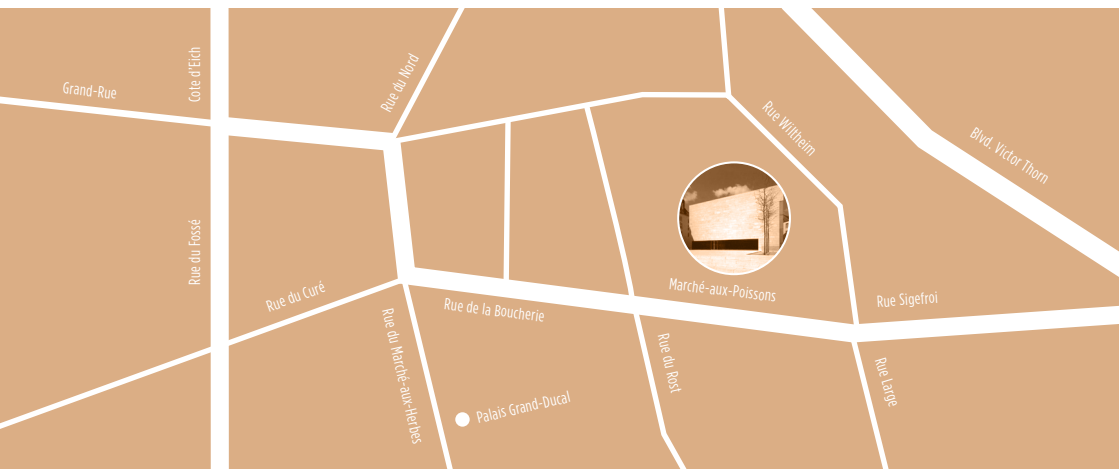 Cote d'Eich
Rue du Nord
Grand-Rue
Rue Wiltheim
Blvd. Victor Thorn
Rue du Fossé
Rue du Curé
Marché-aux-Poissons
Rue Sigefroi
Rue de la Boucherie
Rue du Marché-aux-Herbes
Rue du Rost
Rue Large
Palais Grand-Ducal